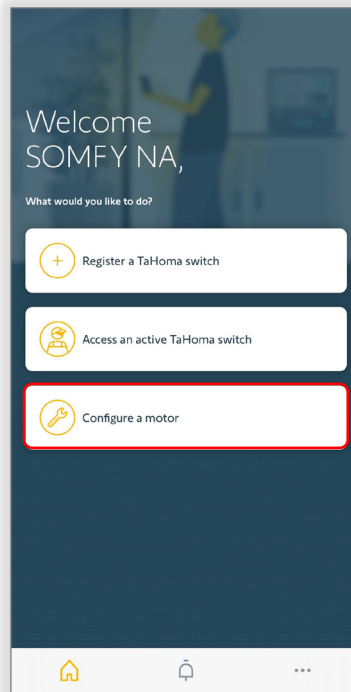 Welcome
SOMFY NA,
What would you like to do?
Register a TaHoma switch
Access an active TaHoma switch
Configure a motor